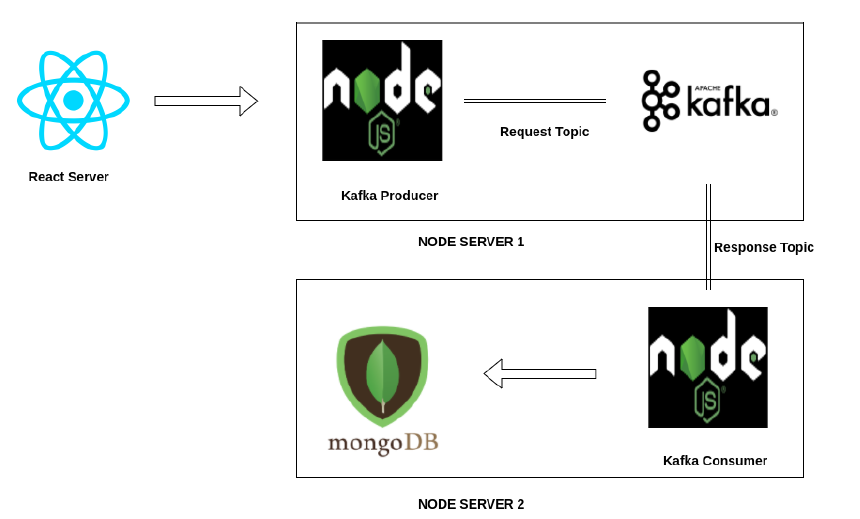 node
JS
APACHE
kafka
Request Topic
React Server
Kafka Producer
NODE SERVER 1
Response Topic
node
JS
mongoDB
Kafka Consumer
NODE SERVER 2